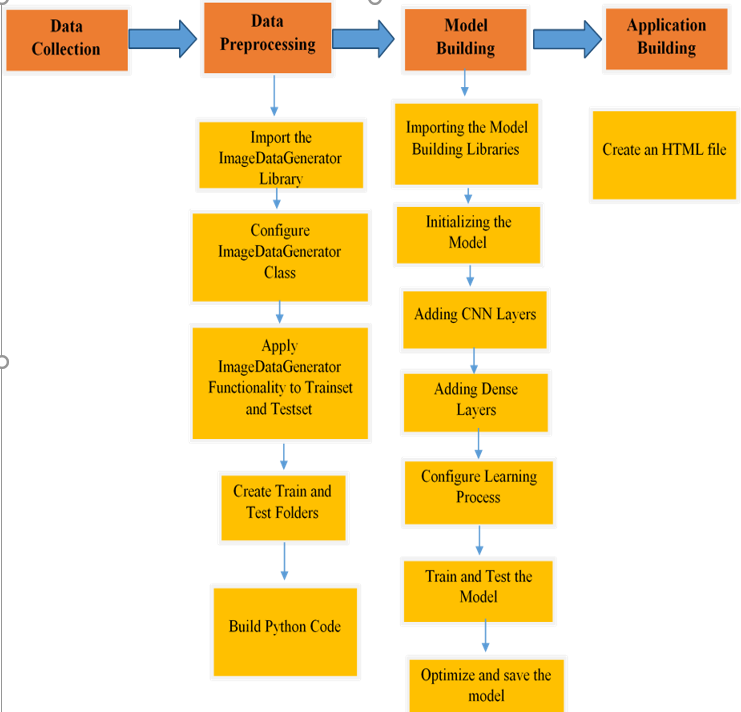 Data
Collection
Data
Preprocessing
Model
Building
Application
Building
Import the
ImageDataGenerator
Library
Configure
ImageDataGenerator
Class
Apply
ImageDataGenerator
Functionality to Trainset
and Testset
Create Train and
Test Folders
Build Python Code
Importing the Model
Building Libraries
Initializing the
Model
Adding CNN Layers
Adding Dense
Layers
Configure Learning
Process
Train and Test the
Model
Optimize and save the
model
Create an HTML file